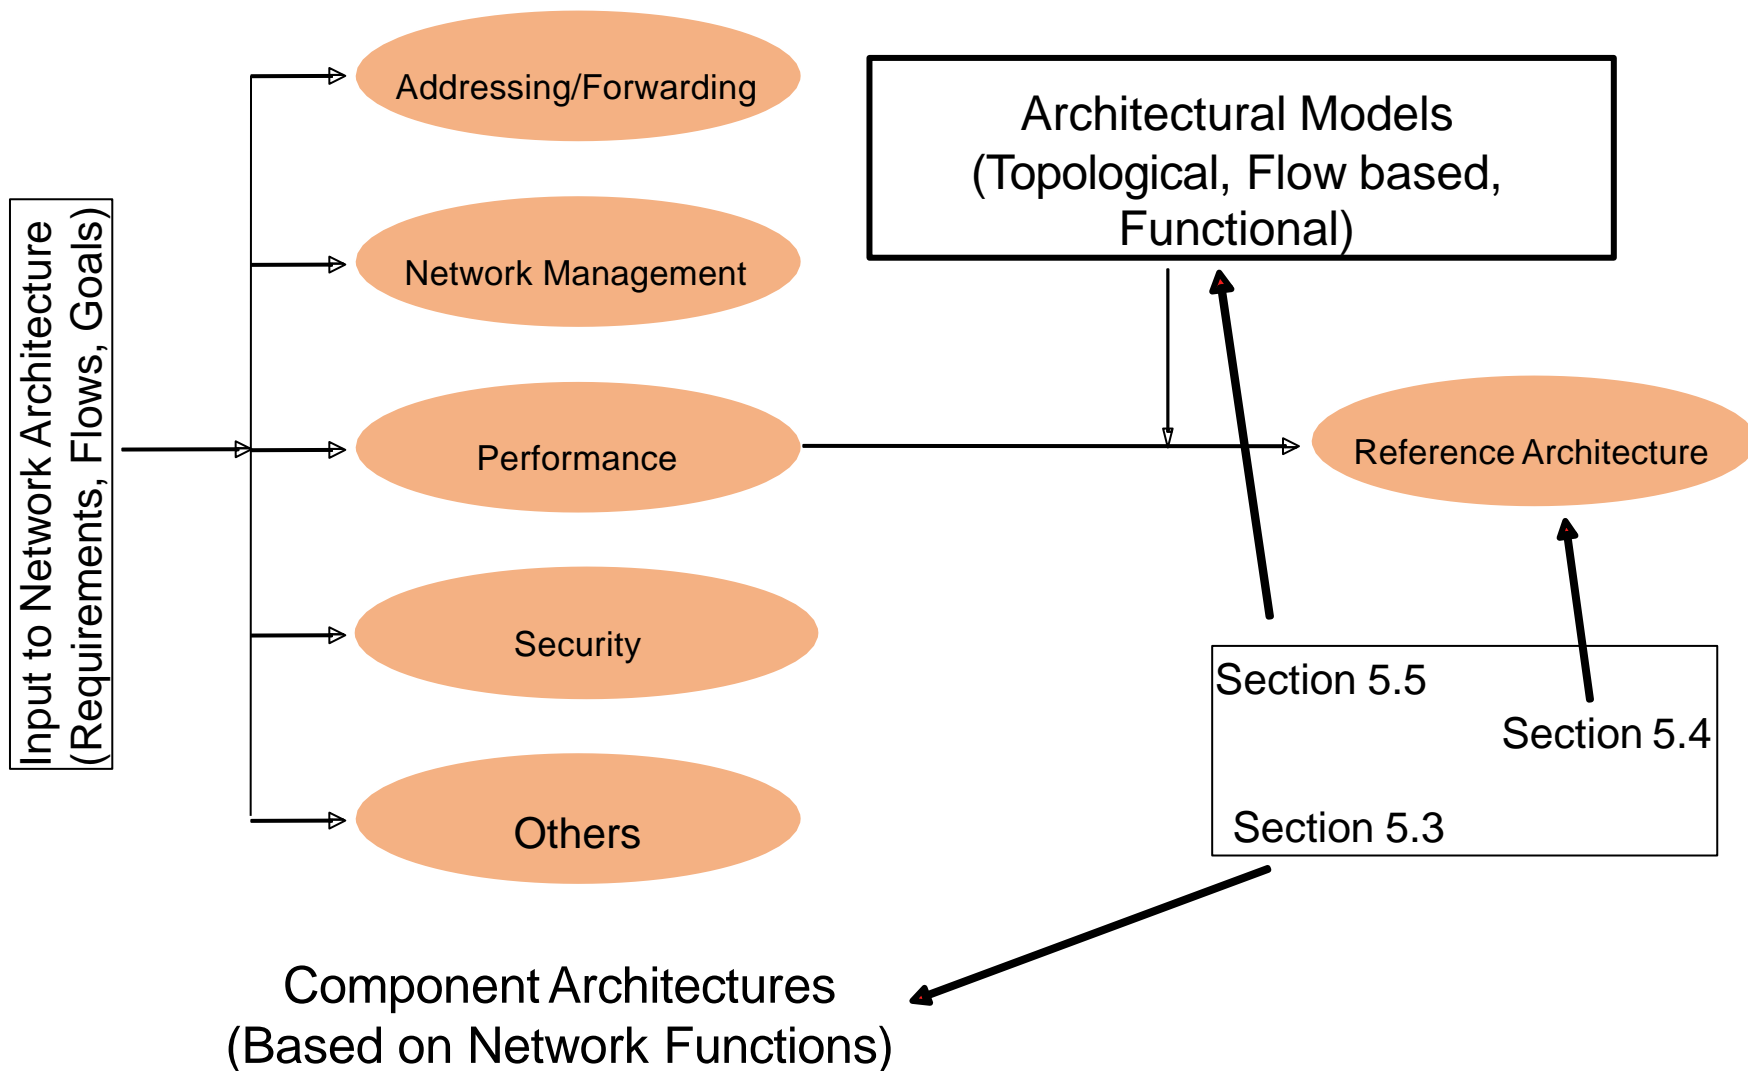 Input to Network Architecture
(Requirements, Flows, Goals)
Addressing/Forwarding
Network Management
Performance
Security
Others
Component Architectures
(Based on Network Functions)
Architectural Models
(Topological, Flow based,
Functional)
Reference Architecture
Section 5.5
Section 5.4
Section 5.3